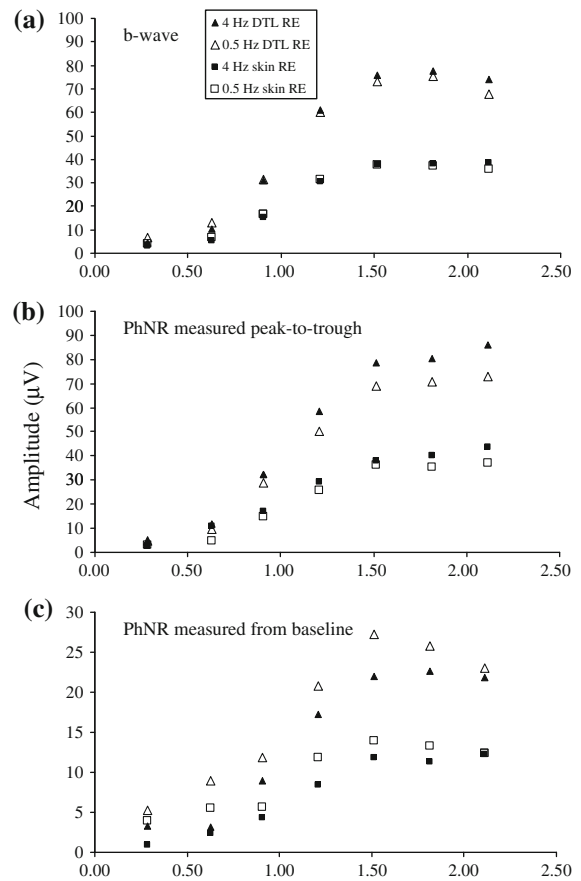 (a)
b-wave
4 Hz DTL RE
0.5 Hz DTL RE
4 Hz skin RE
0.5 Hz skin RE
100
90
80
70
60
50
40
30
20
10
0
0.00 0.50 1.00 1.50 2.00 2.50
(b)
PhNR measured peak-to-trough
Amplitude (µV)
100
90
80
70
60
50
40
30
20
10
0
0.00 0.50 1.00 1.50 2.00 2.50
(c)
PhNR measured from baseline
30
25
20
15
10
5
0
0.00 0.50 1.00 1.50 2.00 2.50